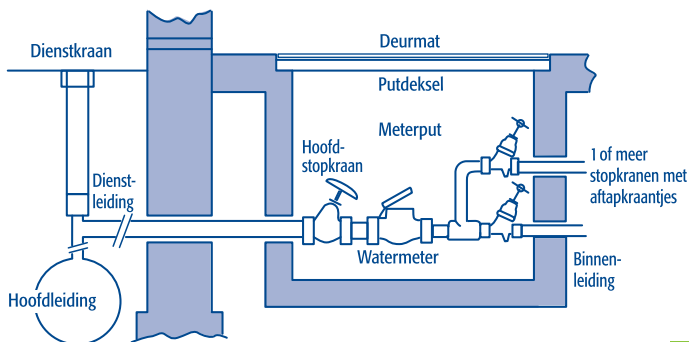 Dienstkraan
Deurmat
Putdeksel
Meterput
Hoofd-
stopkraan
1 of meer
stopkranen met
aftapkraantjes
Dienst-
leiding
Watermeter
Binnen-
leiding
Hoofdleiding